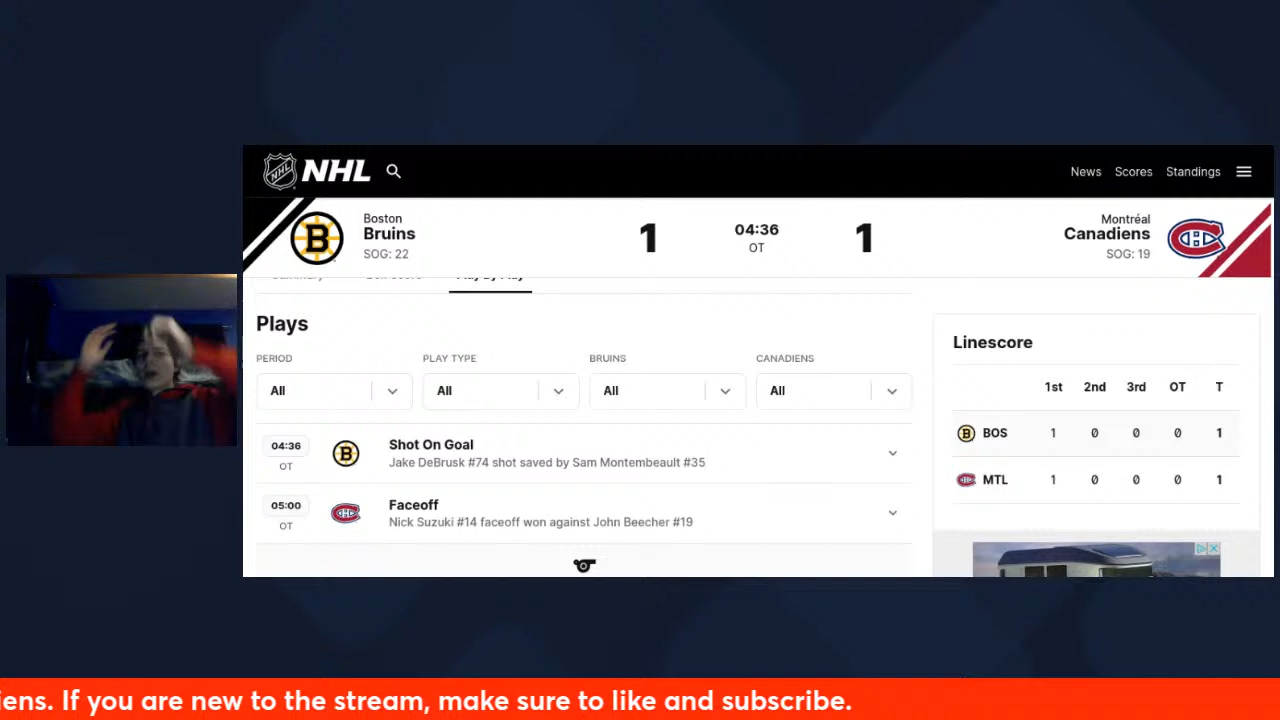 NHL
News Scores Standings
Boston
Bruins
SOG: 22
1
04:36
OT
1
Montréal
Canadiens
SOG: 19
Play By Play
Plays
PERIOD PLAY TYPE BRUINS CANADIENS
All All All All
04:36
OT
Shot On Goal
Jake DeBrusk #74 shot saved by Sam Montembeault #35
05:00
OT
Faceoff
Nick Suzuki #14 faceoff won against John Beecher #19
Linescore
1st 2nd 3rd OT T
BOS 1 0 0 0 1
MTL 1 0 0 0 1
iens. If you are new to the stream, make sure to like and subscribe.